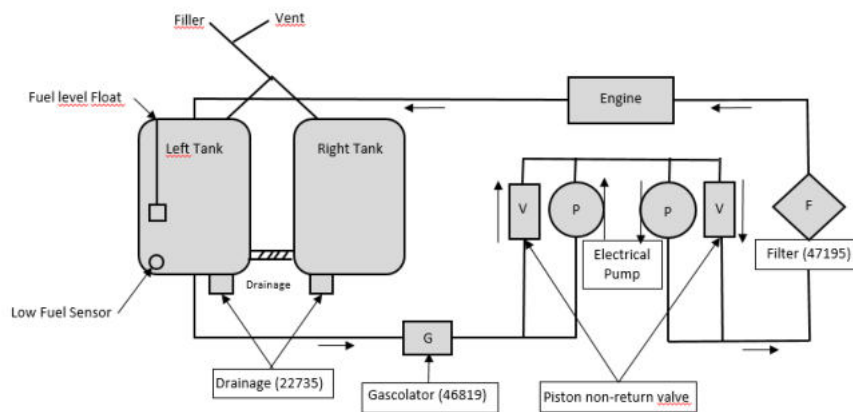 Filler
Vent
Fuel level Float
Engine
Left Tank
Right Tank
V
P
P
V
F
Electrical
Pump
Filter (47195)
Drainage
Low Fuel Sensor
G
Drainage (22735)
Gascolator (46819)
Piston non-return valve